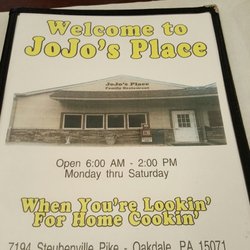 Welcome to
JoJo's Place
JoJo's Place
Family Restaurant
Open 6:00 AM - 2:00 PM
Monday thru Saturday
When You're Lookin'
For Home Cookin'
7194 Steubenville Pike - Oakdale, PA 15071